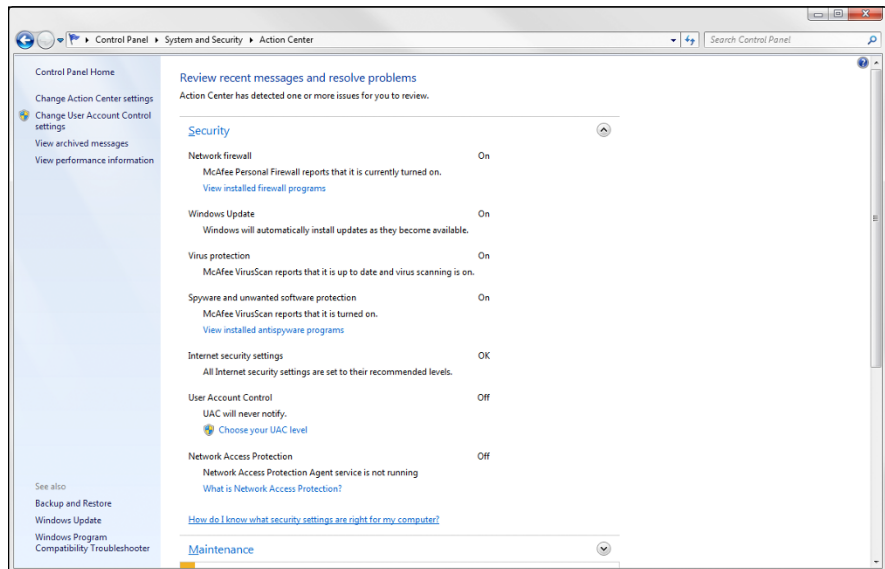 Control Panel ▸ System and Security ▸ Action Center
Search Control Panel
Control Panel Home
Change Action Center settings
Change User Account Control
settings
View archived messages
View performance information
See also
Backup and Restore
Windows Update
Windows Program
Compatibility Troubleshooter
Review recent messages and resolve problems
Action Center has detected one or more issues for you to review.
Security
Network firewall On
McAfee Personal Firewall reports that it is currently turned on.
View installed firewall programs
Windows Update On
Windows will automatically install updates as they become available.
Virus protection On
McAfee VirusScan reports that it is up to date and virus scanning is on.
Spyware and unwanted software protection On
McAfee VirusScan reports that it is turned on.
View installed antispyware programs
Internet security settings OK
All Internet security settings are set to their recommended levels.
User Account Control Off
UAC will never notify.
Choose your UAC level
Network Access Protection Off
Network Access Protection Agent service is not running
What is Network Access Protection?
How do I know what security settings are right for my computer?
Maintenance